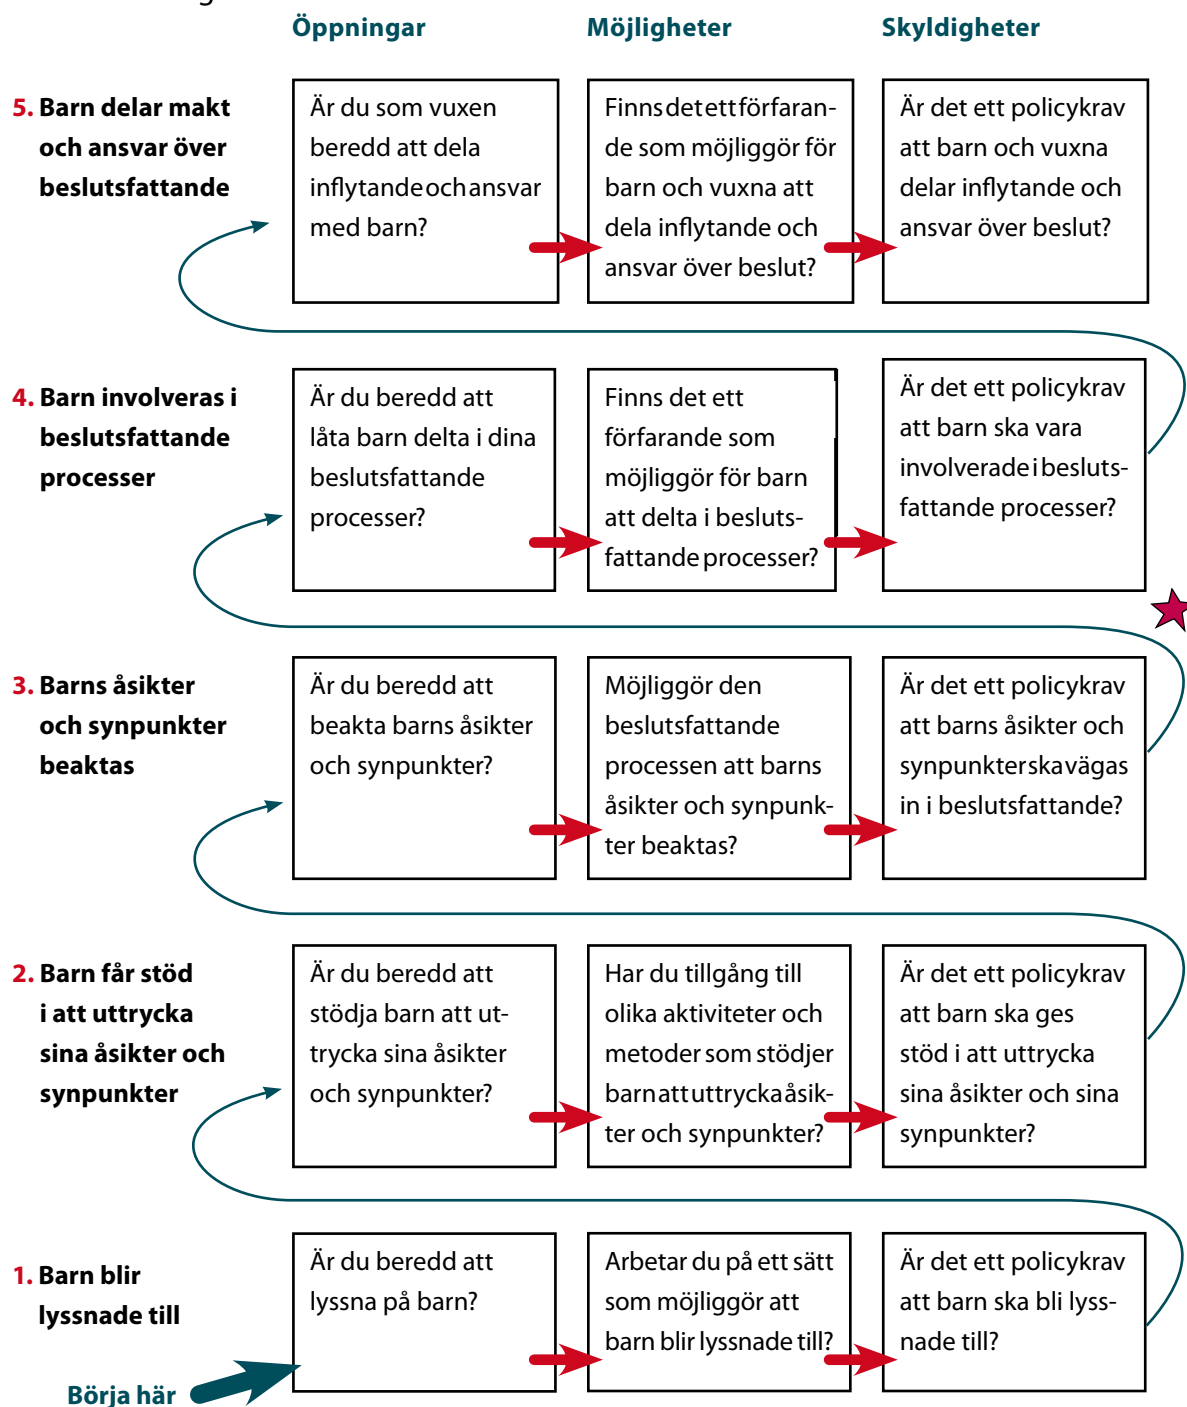 Öppningar Möjligheter Skyldigheter
5. Barn delar makt
och ansvar över
beslutsfattande
Är du som vuxen
beredd att dela
inflytande och ansvar
med barn?
Finns det ett förfaran-
de som möjliggör för
barn och vuxna att
dela inflytande och
ansvar över beslut?
Är det ett policykrav
att barn och vuxna
delar inflytande och
ansvar över beslut?
4. Barn involveras i
beslutsfattande
processer
Är du beredd att
låta barn delta i dina
beslutsfattande
processer?
Finns det ett
förfarande som
möjliggör för barn
att delta i besluts-
fattande processer?
Är det ett policykrav
att barn ska vara
involverade i besluts-
fattande processer?
3. Barns åsikter
och synpunkter
beaktas
Är du beredd att
beakta barns åsikter
och synpunkter?
Möjliggör den
beslutsfattande
processen att barns
åsikter och synpunk-
ter beaktas?
Är det ett policykrav
att barns åsikter och
synpunkter ska vägas
in i beslutsfattande?
2. Barn får stöd
i att uttrycka
sina åsikter och
synpunkter
Är du beredd att
stödja barn att ut-
trycka sina åsikter
och synpunkter?
Har du tillgång till
olika aktiviteter och
metoder som stödjer
barn att uttrycka åsik-
ter och synpunkter?
Är det ett policykrav
att barn ska ges
stöd i att uttrycka
sina åsikter och sina
synpunkter?
1. Barn blir
lyssnade till
Är du beredd att
lyssna på barn?
Arbetar du på ett sätt
som möjliggör att
barn blir lyssnade till?
Är det ett policykrav
att barn ska bli lyss-
nade till?
Börja här